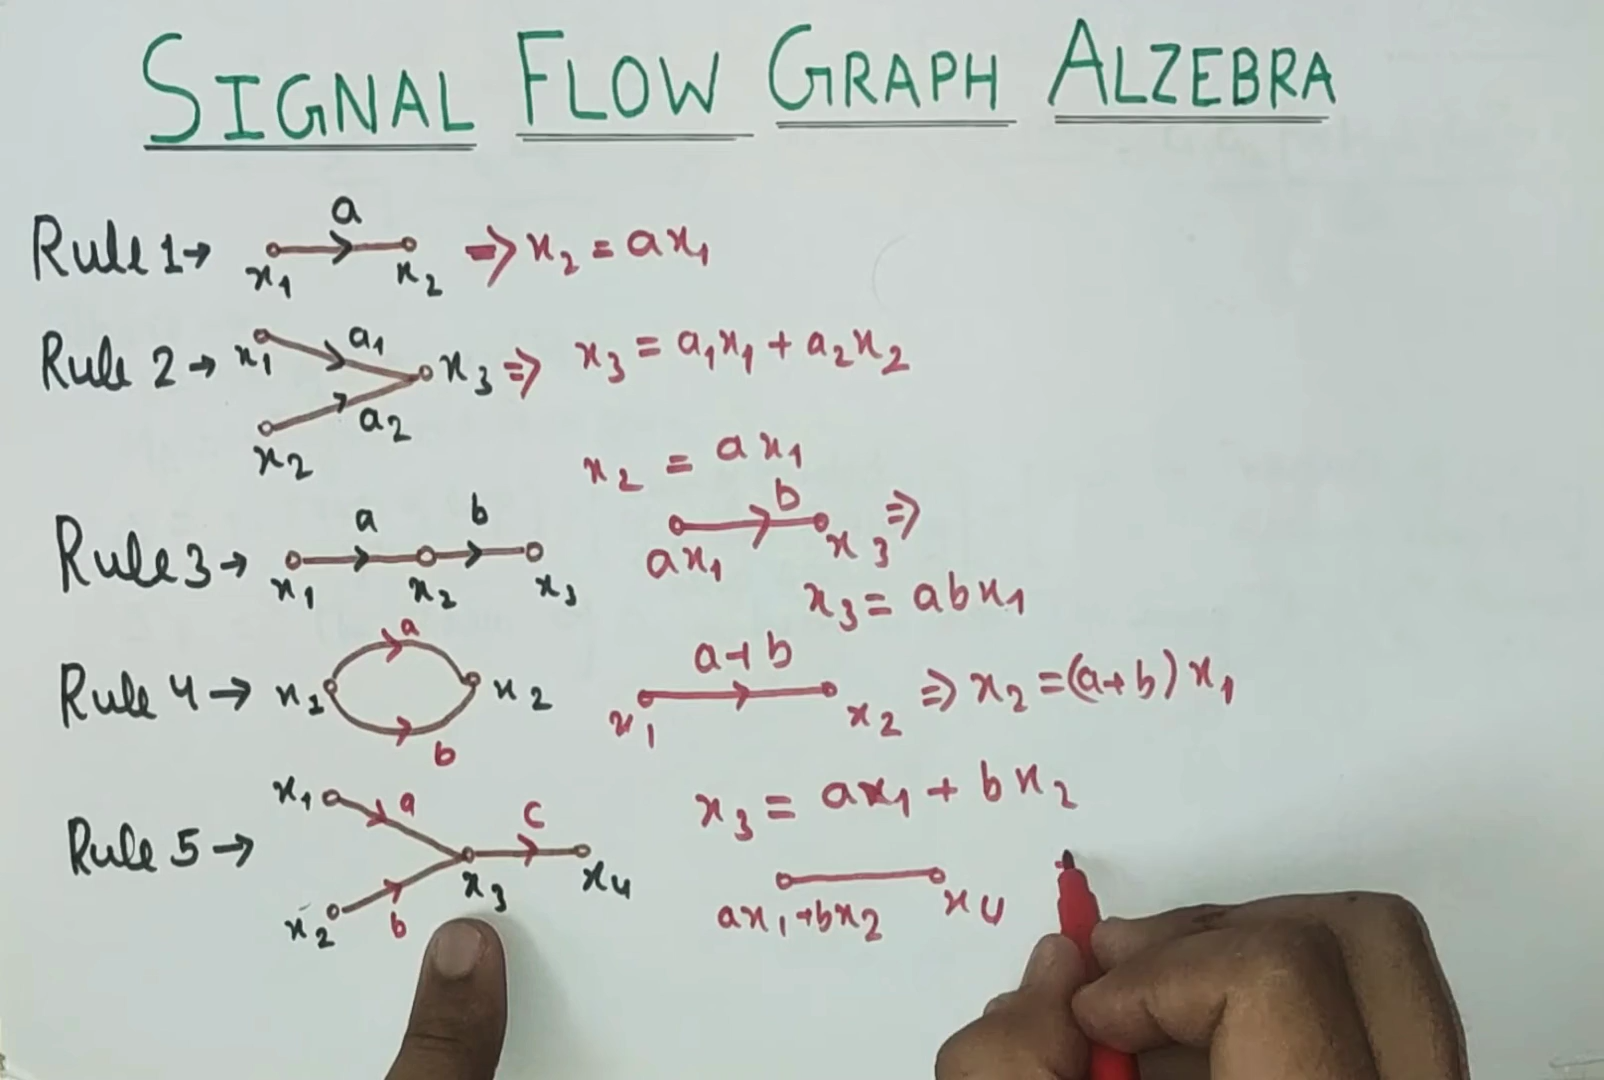 SIGNAL FLOW GRAPH ALZEBRA
Rule 1→ x₁ a x₂ ⇒ x₂ = ax₁
Rule 2→ x₁ a₁ x₂ a₂ x₃ ⇒ x₃ = a₁x₁ + a₂x₂
x₂ = ax₁
Rule 3→ x₁ a x₂ b x₃ ax₁ b x₃ ⇒
x₃ = abx₁
Rule 4→ x₁ a b x₂ x₁ a+b x₂ ⇒ x₂ = (a+b)x₁
x₃ = ax₁ + bx₂
Rule 5→ x₁ a x₂ b x₃ c x₄
ax₁+bx₂ x₄